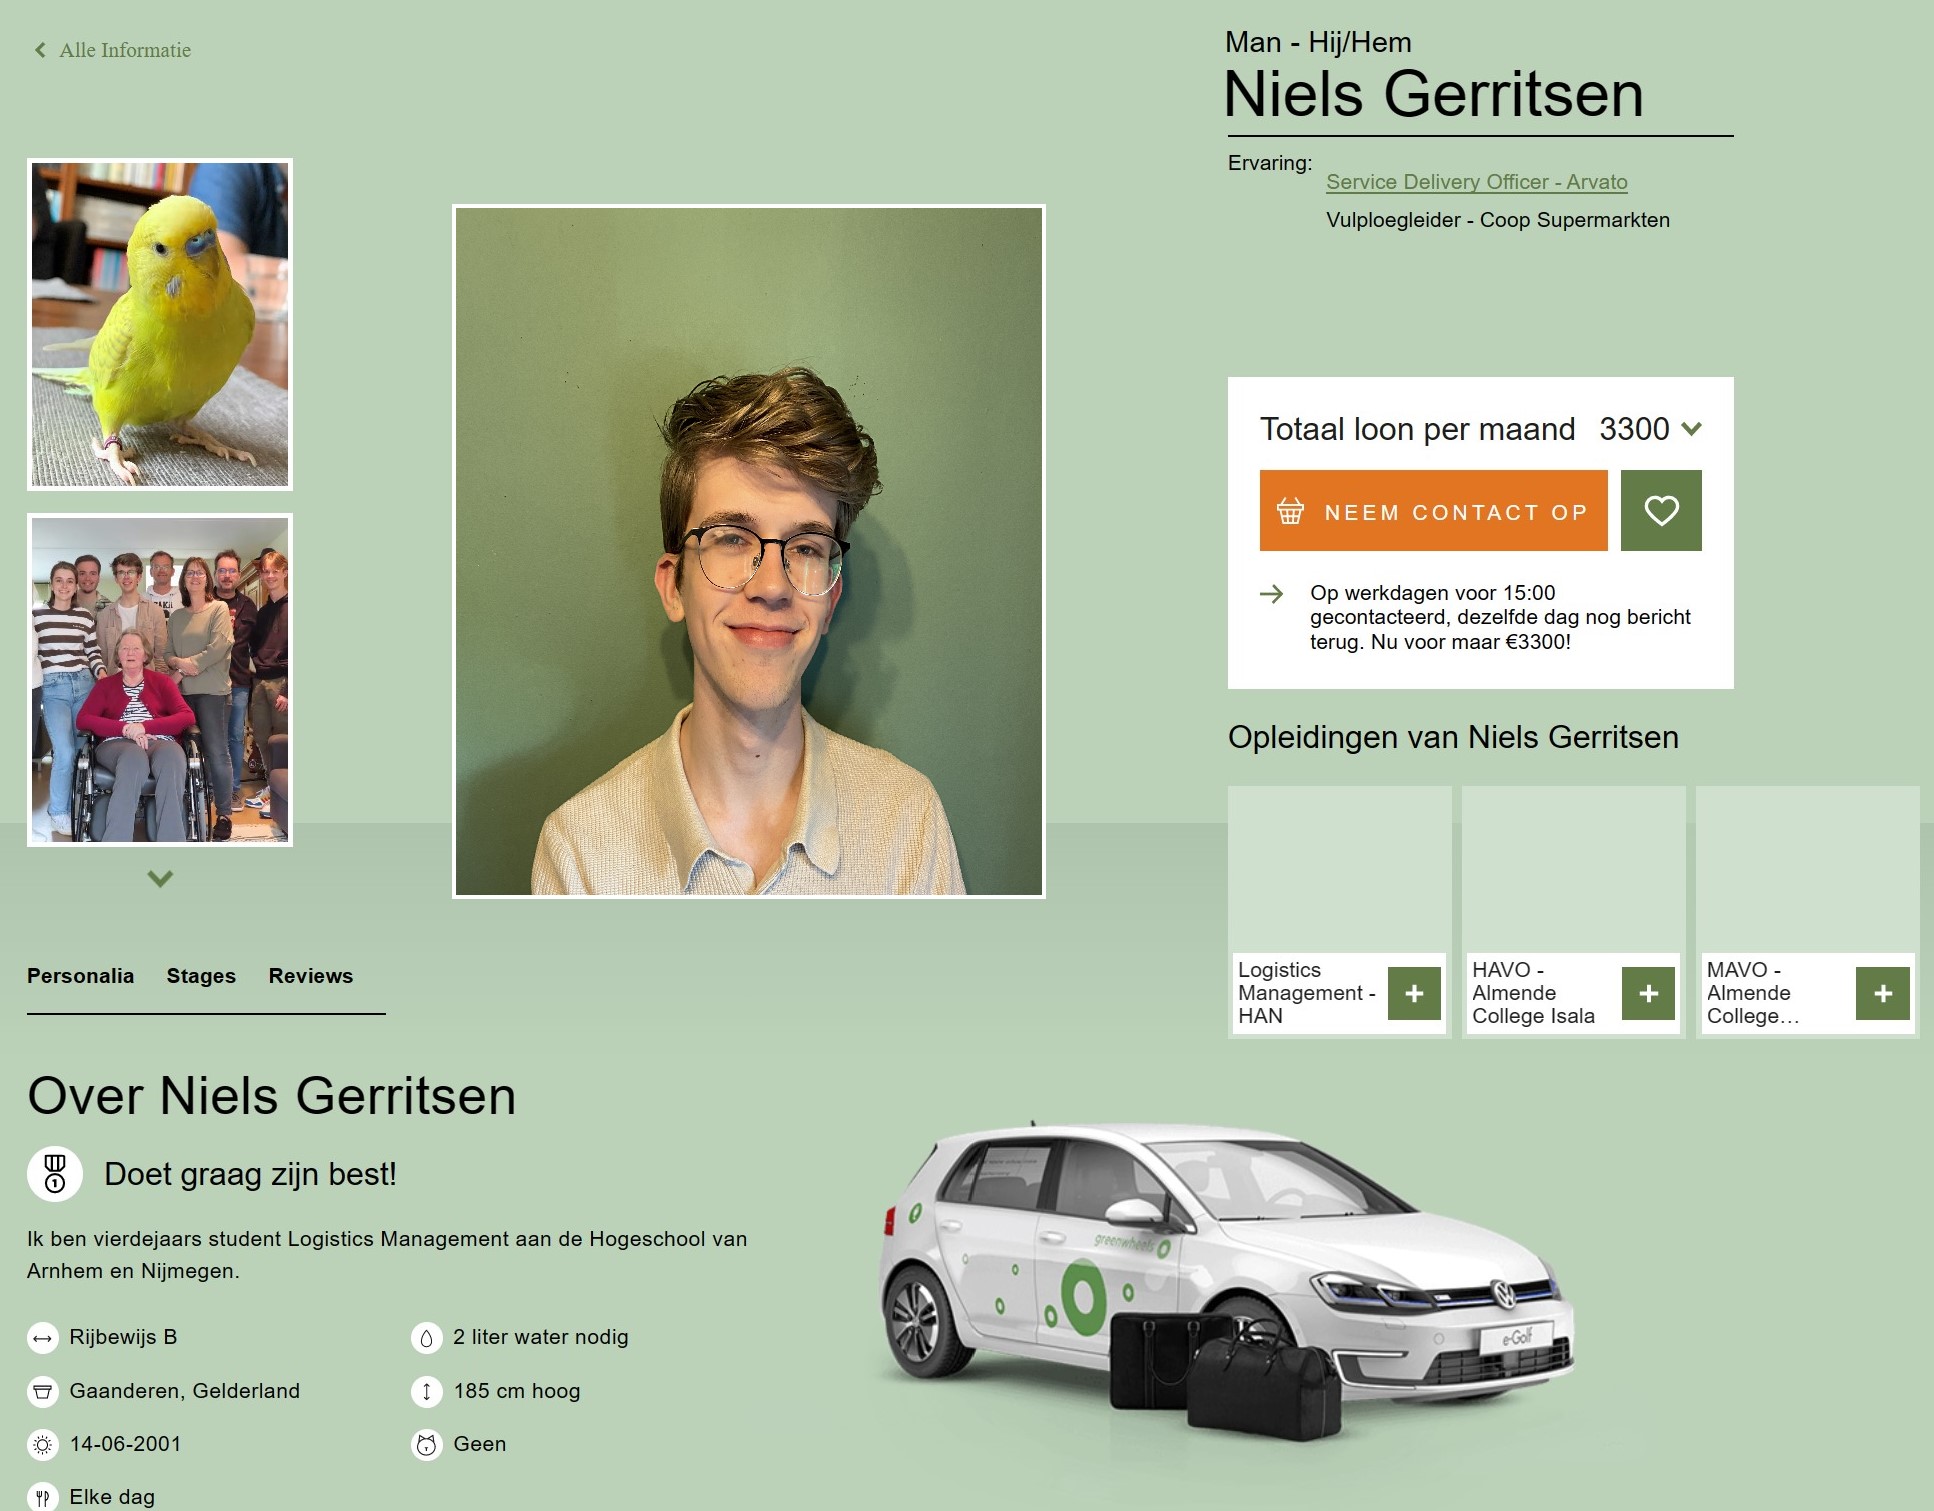 Alle Informatie
Man - Hij/Hem
Niels Gerritsen
Ervaring:
Service Delivery Officer - Arvato
Vulploegleider - Coop Supermarkten
Totaal loon per maand 3300
NEEM CONTACT OP
Op werkdagen voor 15:00
gecontacteerd, dezelfde dag nog bericht
terug. Nu voor maar €3300!
Opleidingen van Niels Gerritsen
Logistics
Management -
HAN
HAVO -
Almende
College Isala
MAVO -
Almende
College…
Personalia Stages Reviews
Over Niels Gerritsen
1
Doet graag zijn best!
Ik ben vierdejaars student Logistics Management aan de Hogeschool van
Arnhem en Nijmegen.
Rijbewijs B
2 liter water nodig
Gaanderen, Gelderland
185 cm hoog
14-06-2001
Geen
Elke dag
greenwheels
e-Golf